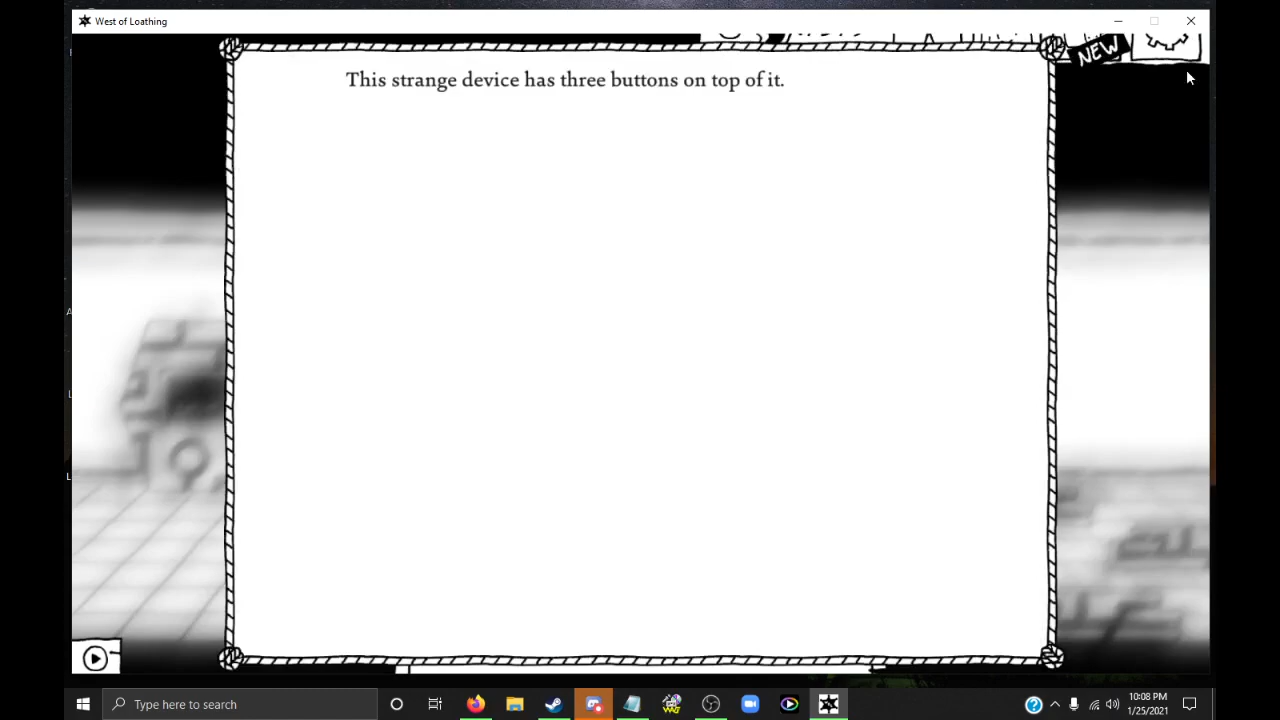 West of Loathing
NEW
This strange device has three buttons on top of it.
Type here to search
10:08 PM
1/25/2021